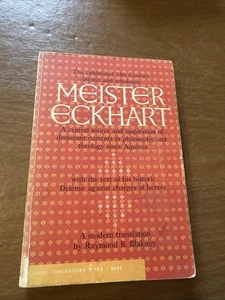 The celebrated 14th Century
mystic and scholastic
MEISTER
ECKHART
A central source and inspiration of
dominant currents in philosophy and
theology since Aquinas
with the text of his historic
Defense against charges of heresy
A modern translation
by Raymond B. Blakney
TORCHBOOKS